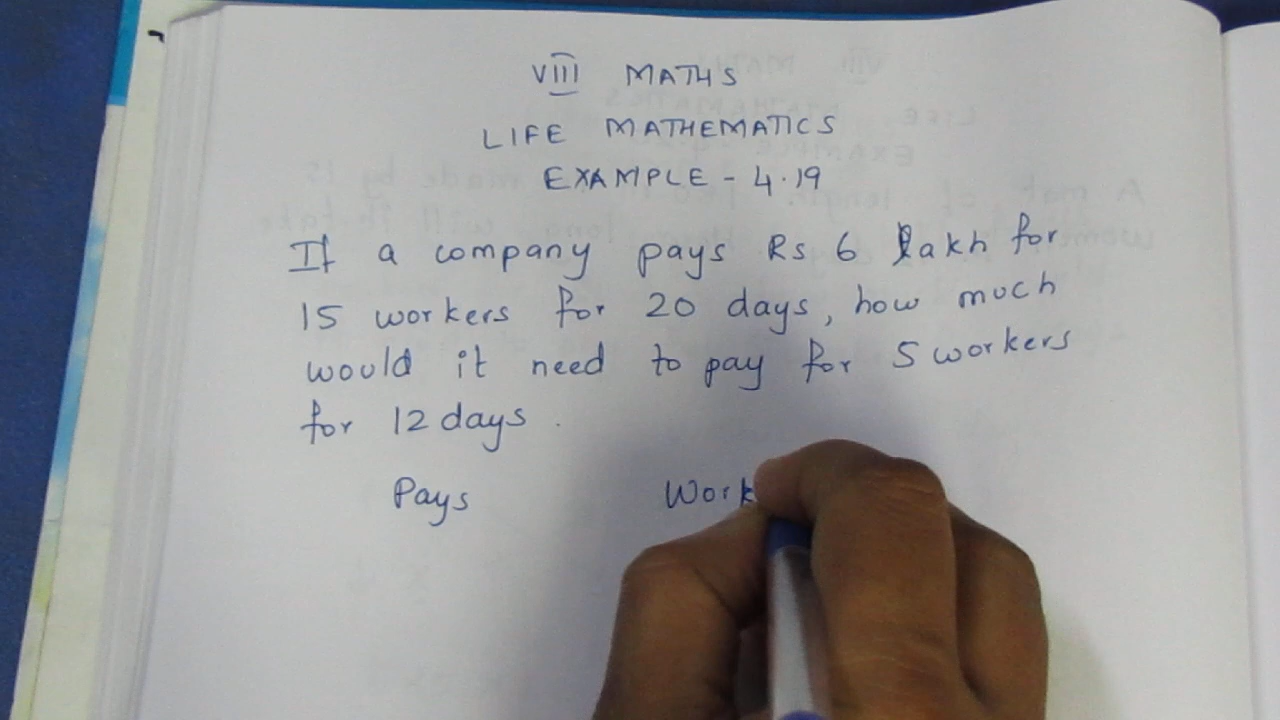 VIII MATHS
LIFE MATHEMATICS
EXAMPLE - 4.19
If a company pays Rs 6 lakh for
15 workers for 20 days, how much
would it need to pay for 5 workers
for 12 days.
Pays Work